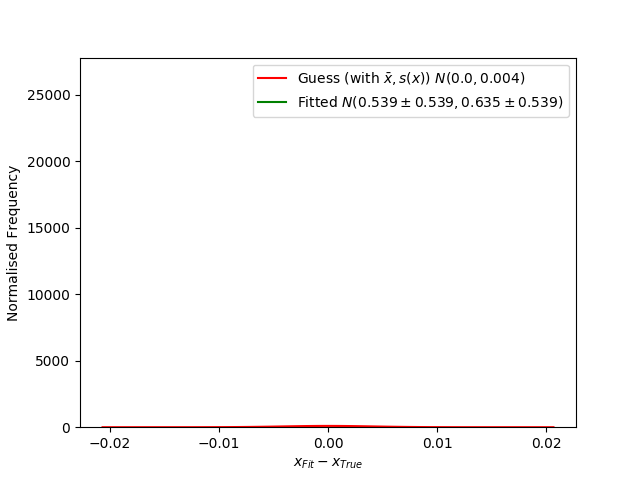 Guess (with x̄, s(x)) N(0.0, 0.004)
Fitted N(0.539 ± 0.539, 0.635 ± 0.539)
25000
20000
15000
10000
5000
0
Normalised Frequency
−0.02 −0.01 0.00 0.01 0.02
x_Fit − x_True